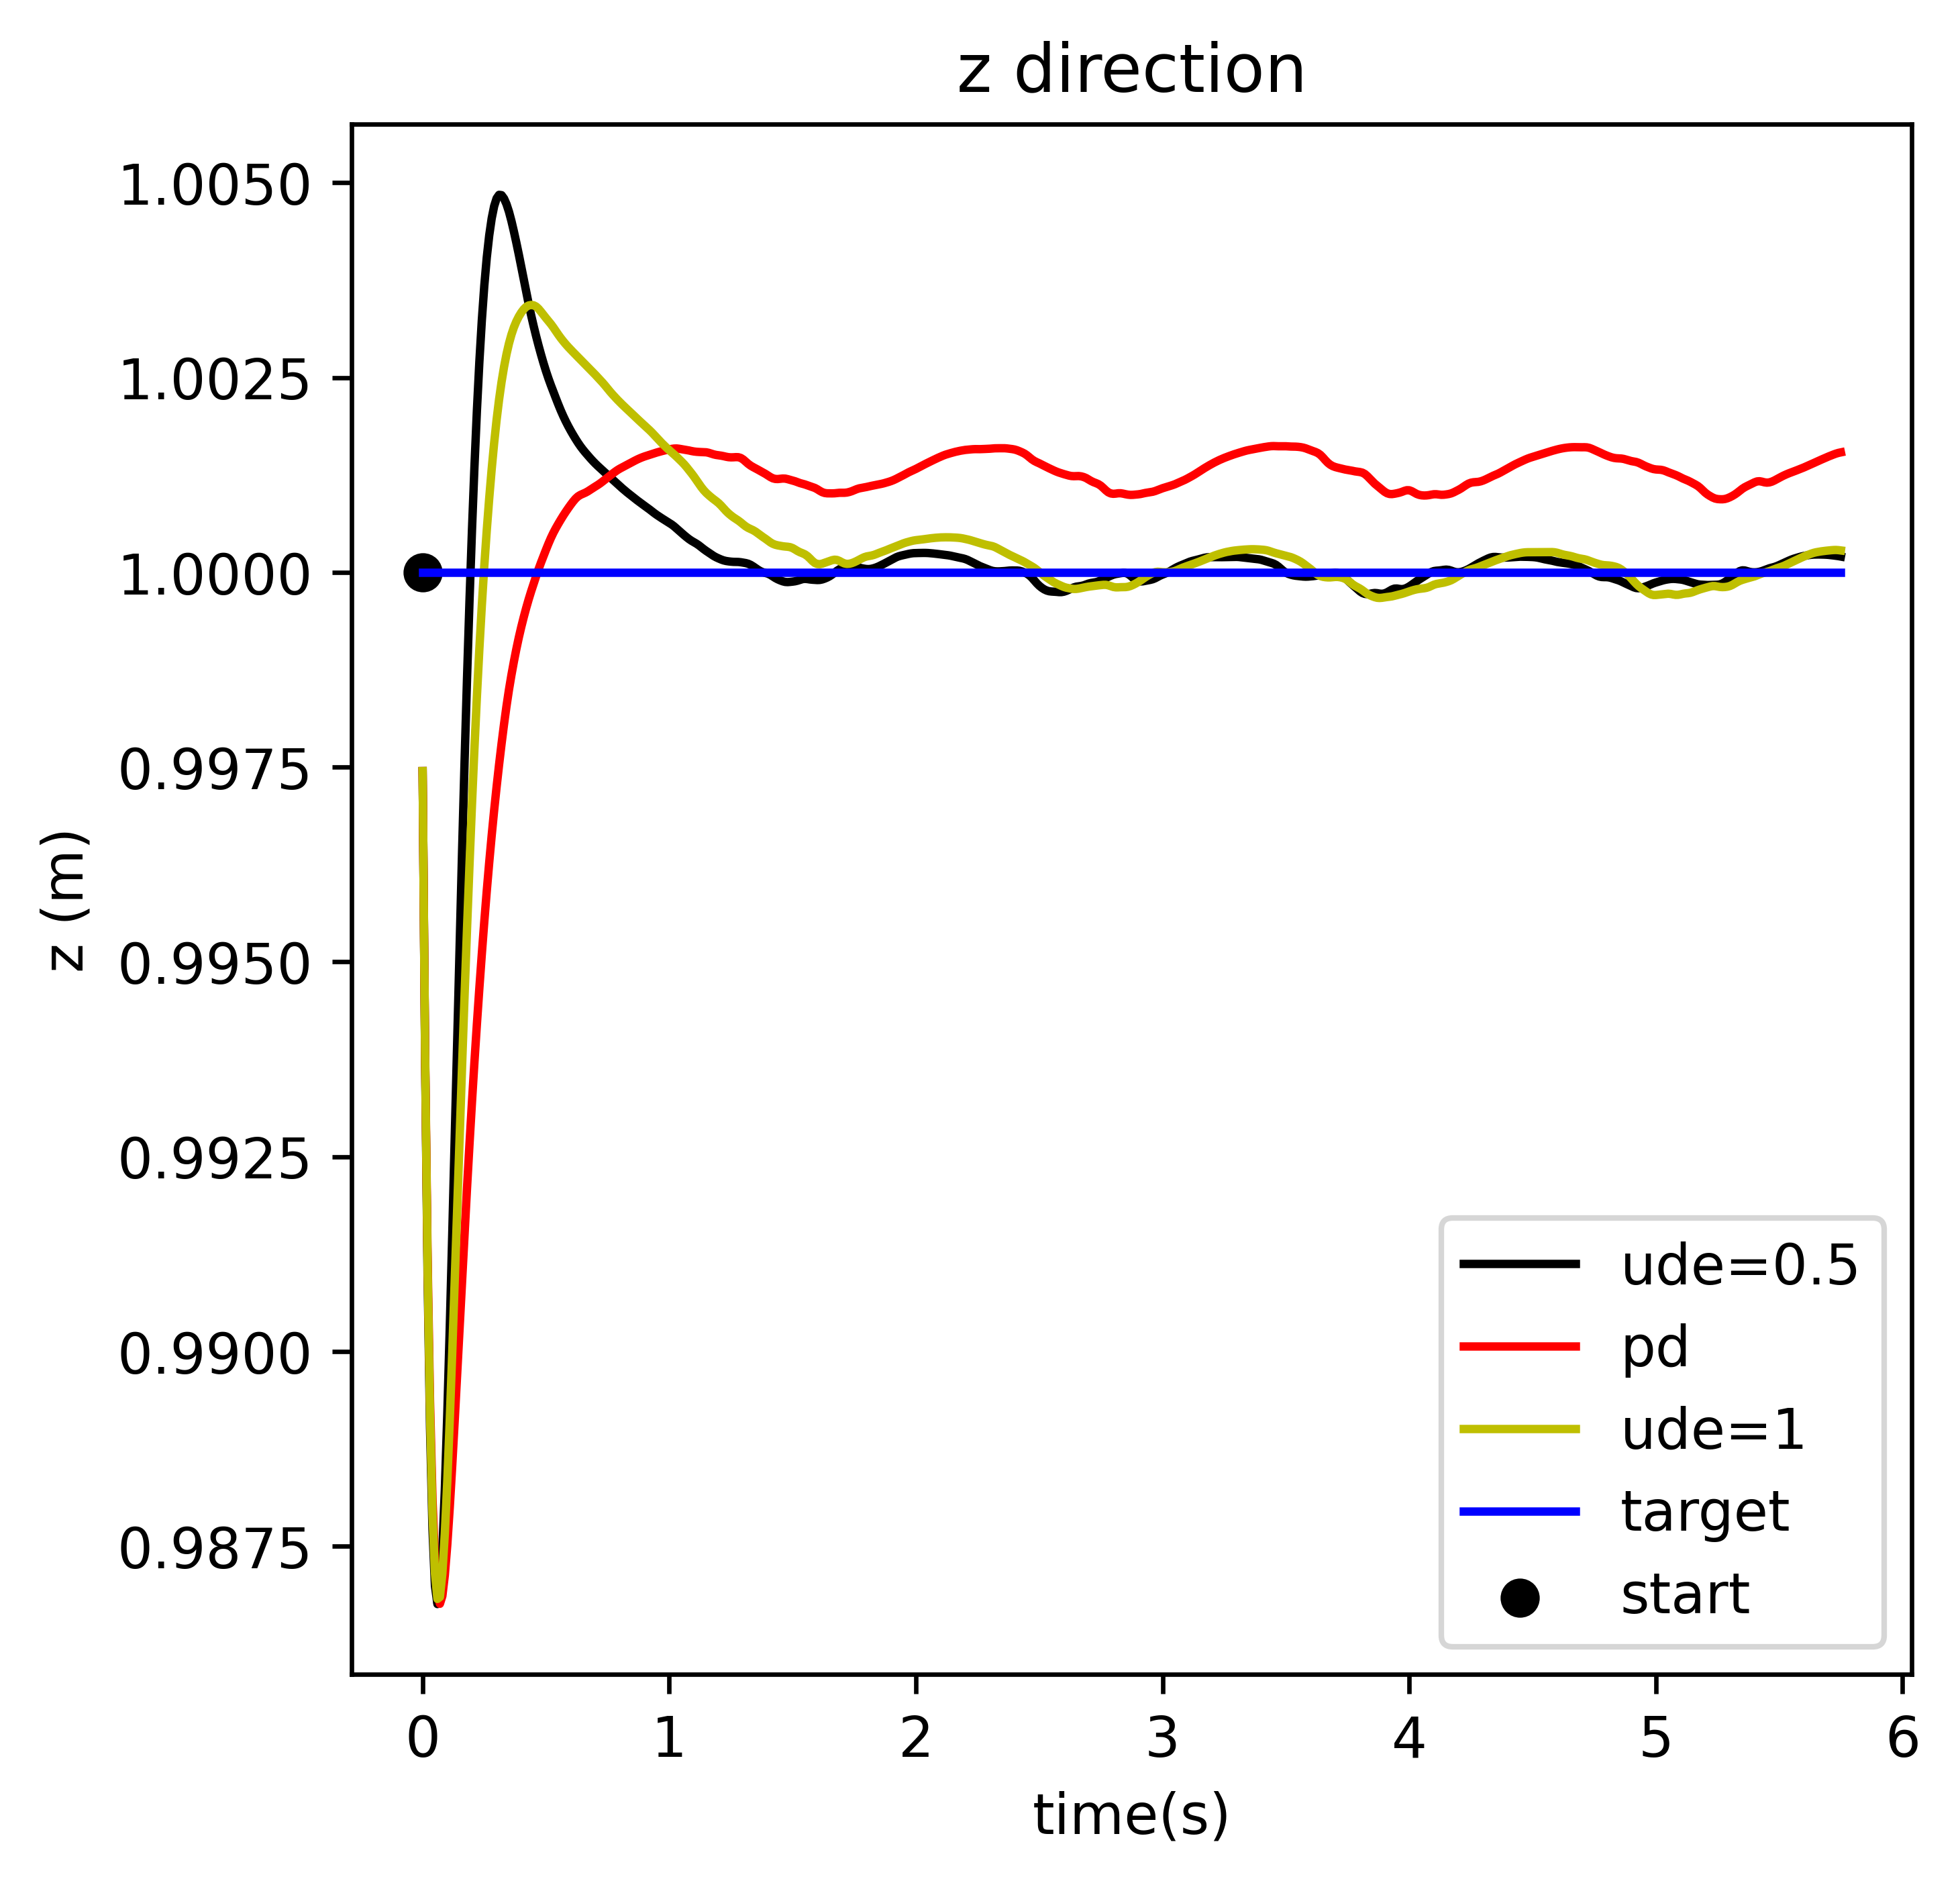 z direction
1.0050
1.0025
1.0000
0.9975
0.9950
0.9925
0.9900
0.9875
z (m)
ude=0.5
pd
ude=1
target
start
0 1 2 3 4 5 6
time(s)